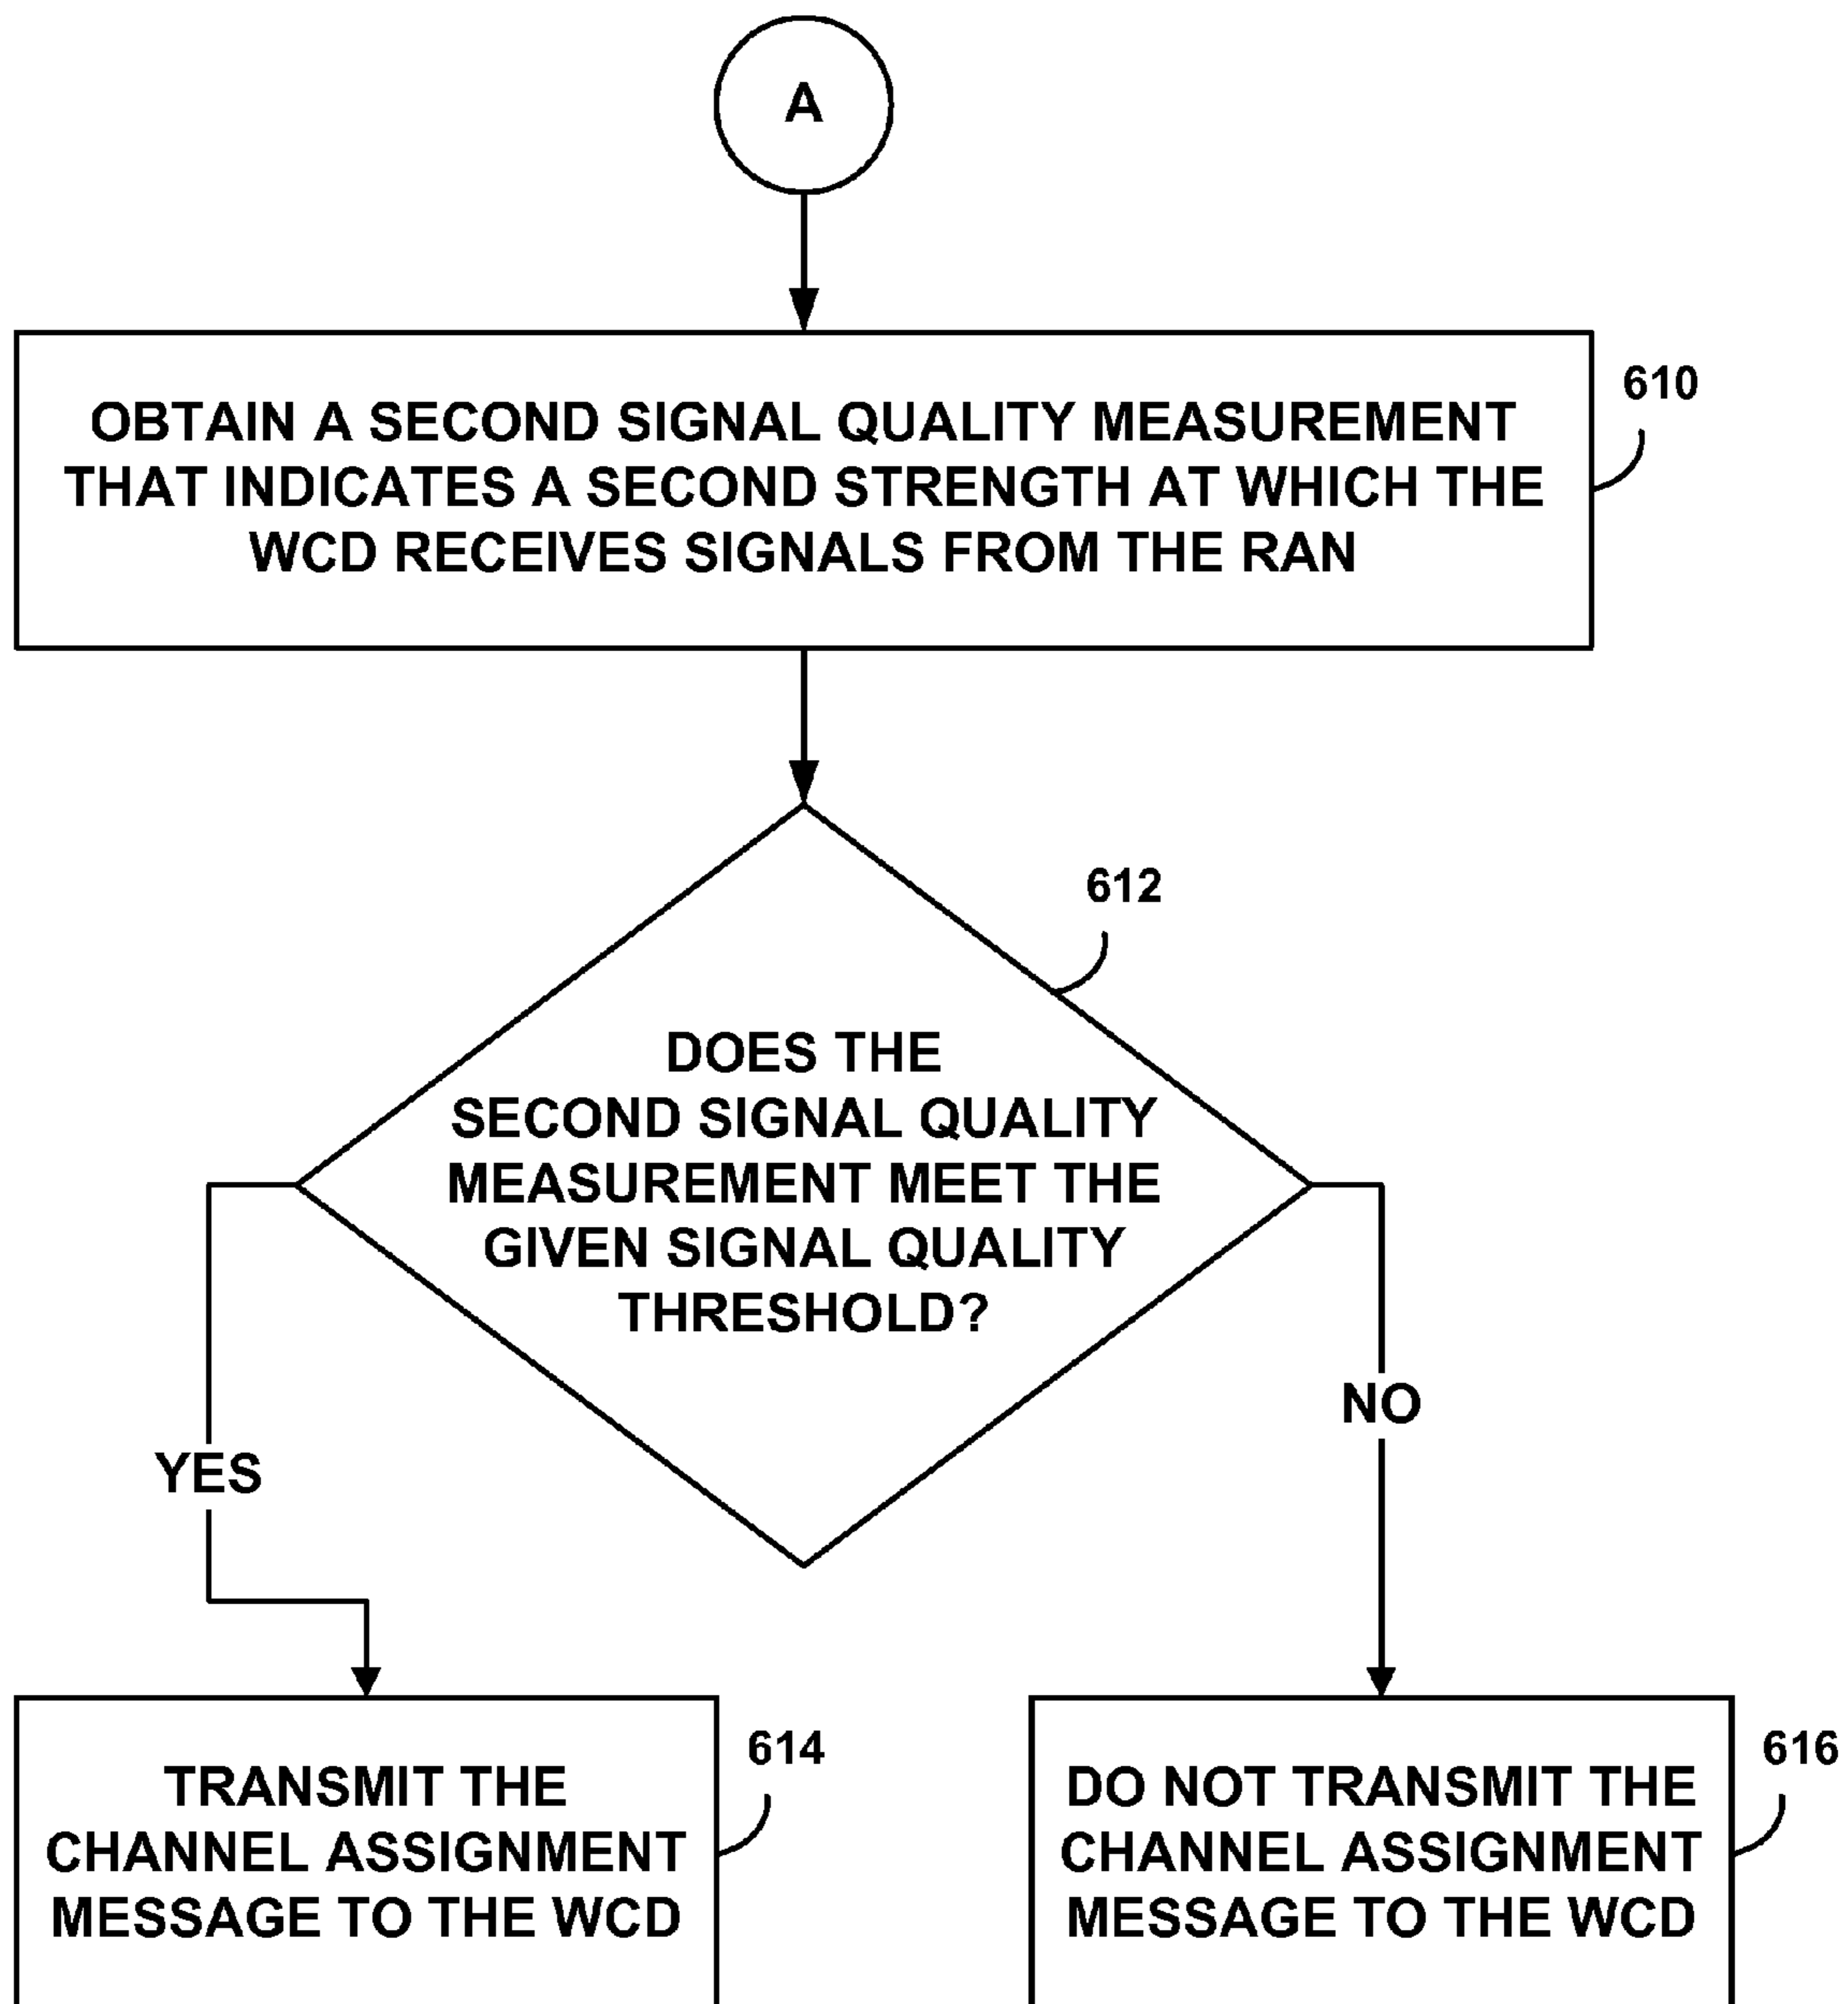 A
OBTAIN A SECOND SIGNAL QUALITY MEASUREMENT
THAT INDICATES A SECOND STRENGTH AT WHICH THE
WCD RECEIVES SIGNALS FROM THE RAN
610
612
DOES THE
SECOND SIGNAL QUALITY
MEASUREMENT MEET THE
GIVEN SIGNAL QUALITY
THRESHOLD?
YES
NO
TRANSMIT THE
CHANNEL ASSIGNMENT
MESSAGE TO THE WCD
614
DO NOT TRANSMIT THE
CHANNEL ASSIGNMENT
MESSAGE TO THE WCD
616